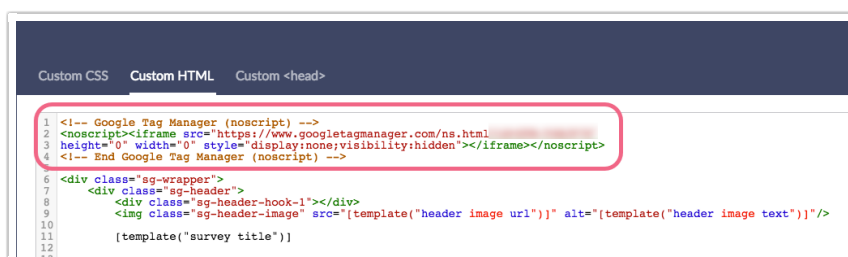 Custom CSS Custom HTML Custom <head>
1 <!-- Google Tag Manager (noscript) -->
2 <noscript><iframe src="https://www.googletagmanager.com/ns.html
3 height="0" width="0" style="display:none;visibility:hidden"></iframe></noscript>
4 <!-- End Google Tag Manager (noscript) -->
5
6 <div class="sg-wrapper">
7 <div class="sg-header">
8 <div class="sg-header-hook-1"></div>
9 <img class="sg-header-image" src="[template("header image url")]" alt="[template("header image text")]"/>
10
11 [template("survey title")]
12